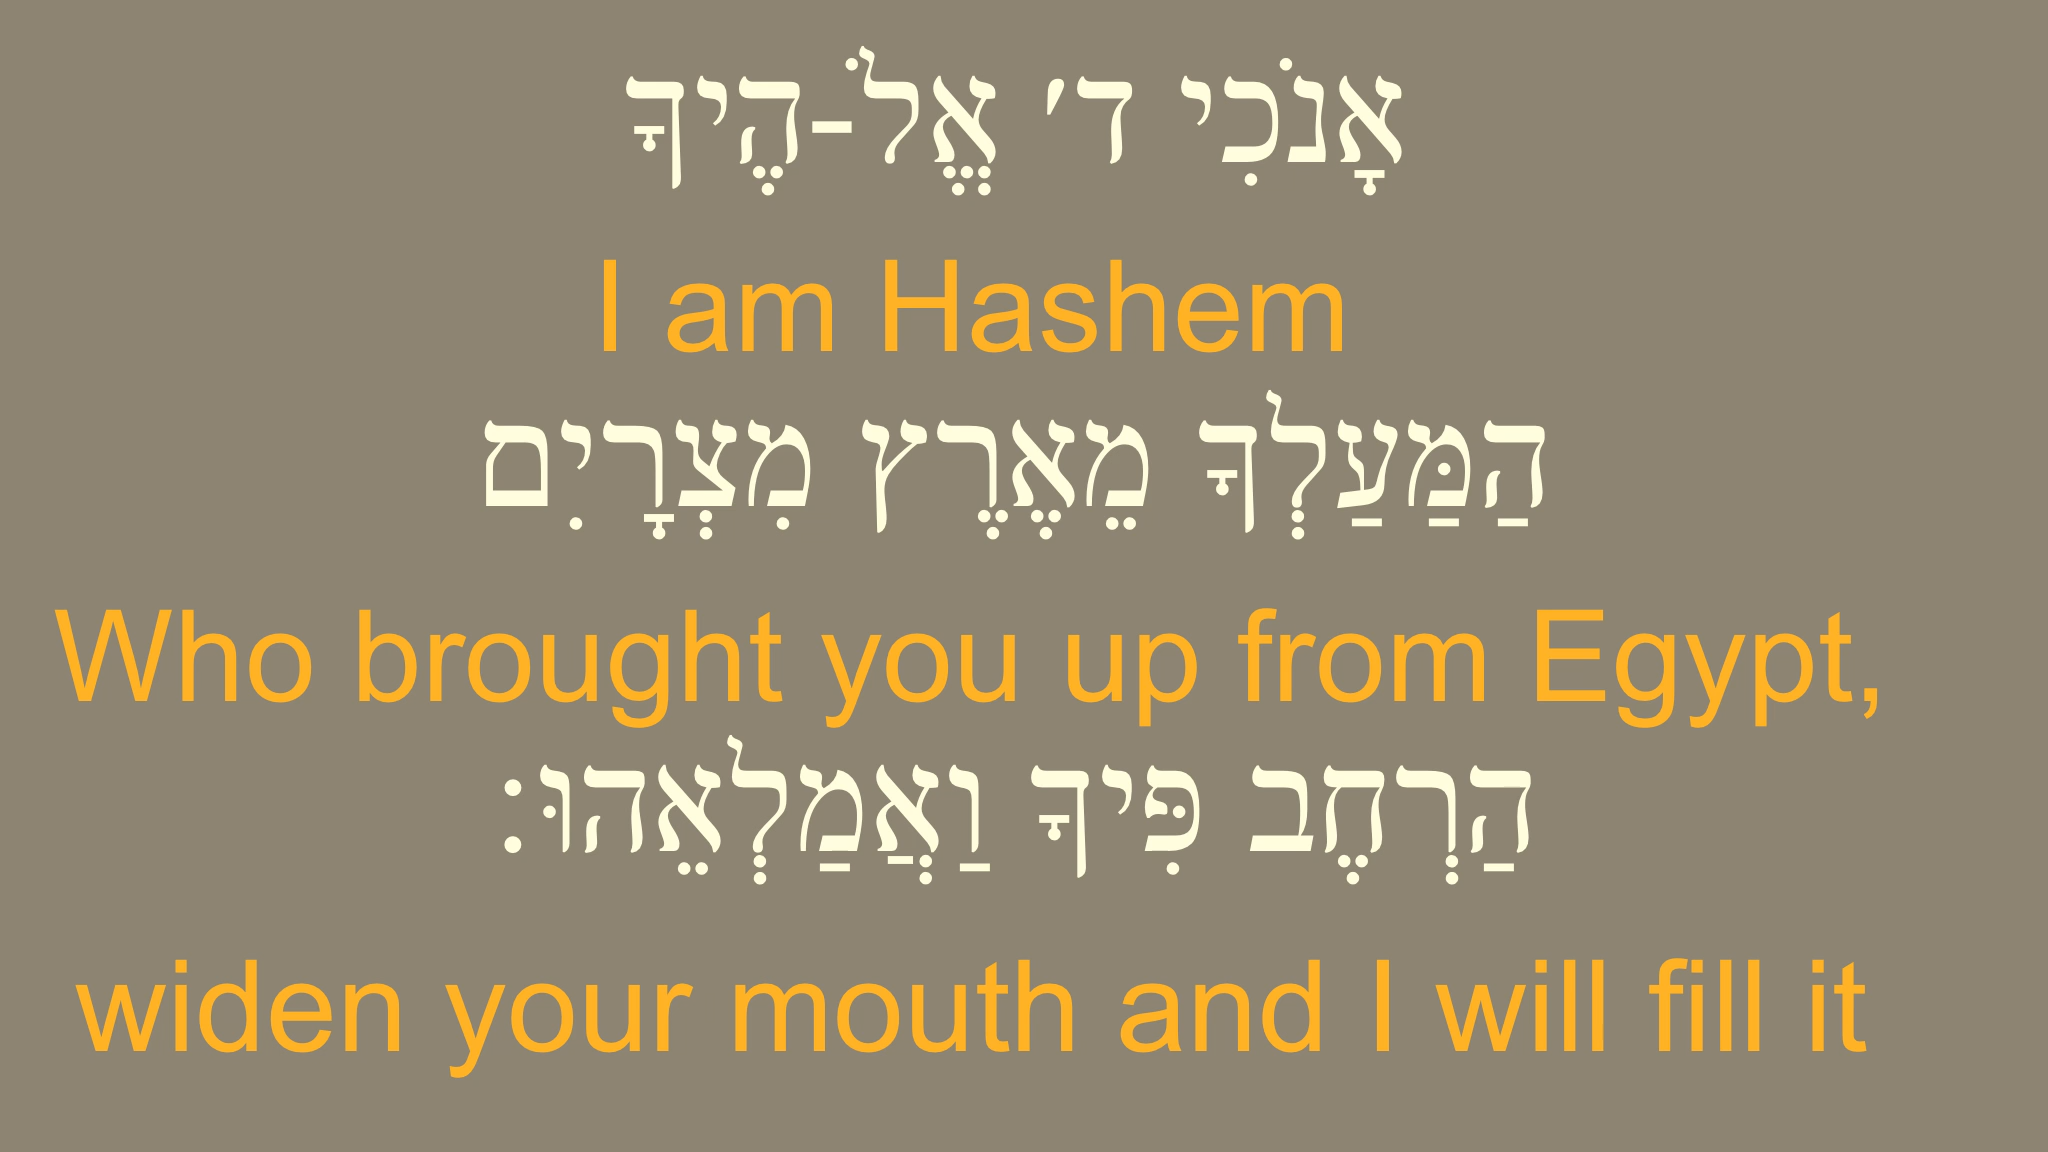 אָנֹכִי ד׳ אֱלֹ-הֶיךָ
I am Hashem
הַמַּעַלְךָ מֵאֶרֶץ מִצְרָיִם
Who brought you up from Egypt,
הַרְחֶב פִּיךָ וַאֲמַלְאֵהוּ:
widen your mouth and I will fill it